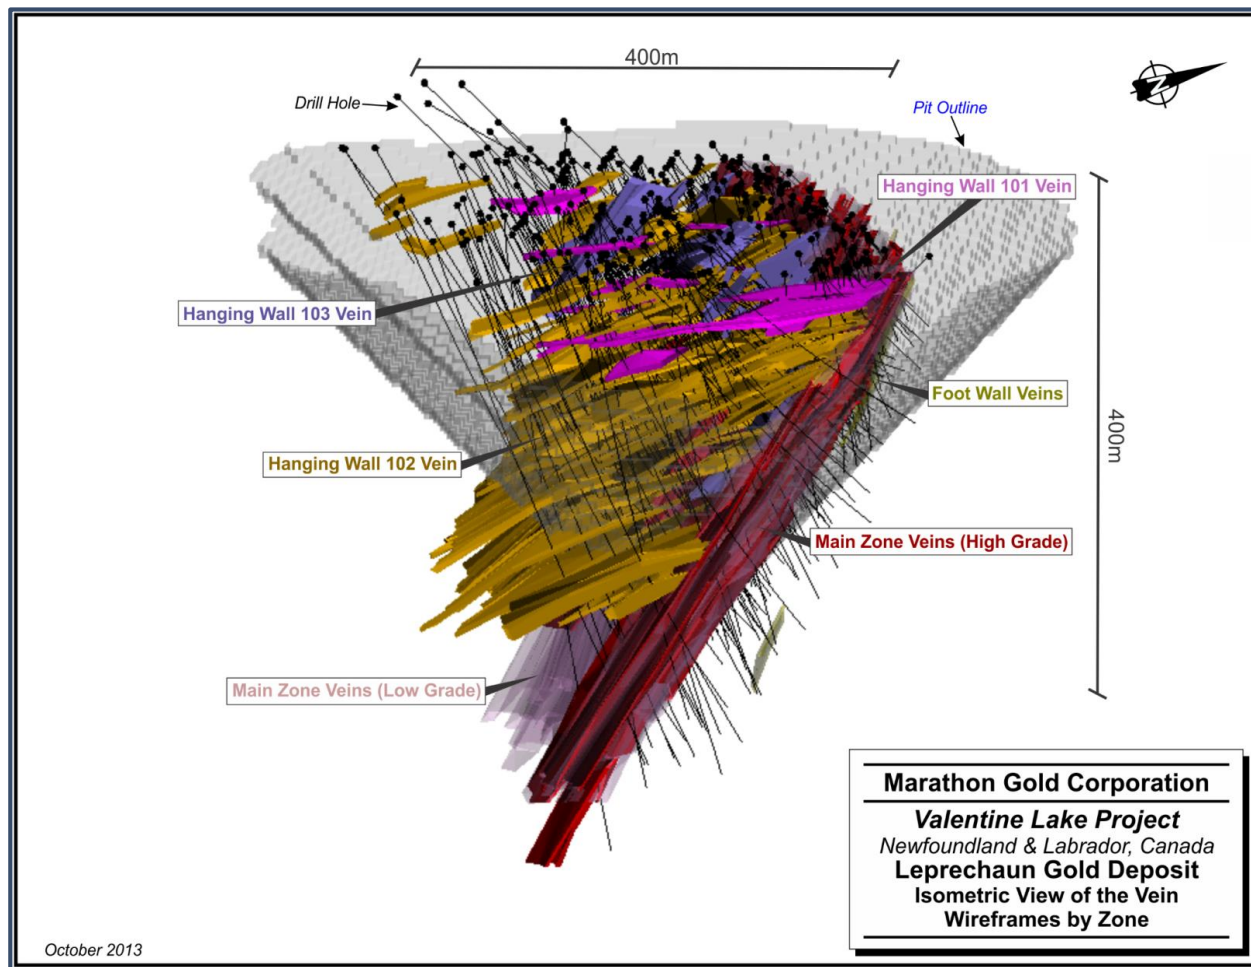 400m
Drill Hole
Pit Outline
N
Hanging Wall 101 Vein
Hanging Wall 103 Vein
Foot Wall Veins
400m
Hanging Wall 102 Vein
Main Zone Veins (High Grade)
Main Zone Veins (Low Grade)
Marathon Gold Corporation
Valentine Lake Project
Newfoundland & Labrador, Canada
Leprechaun Gold Deposit
Isometric View of the Vein
Wireframes by Zone
October 2013